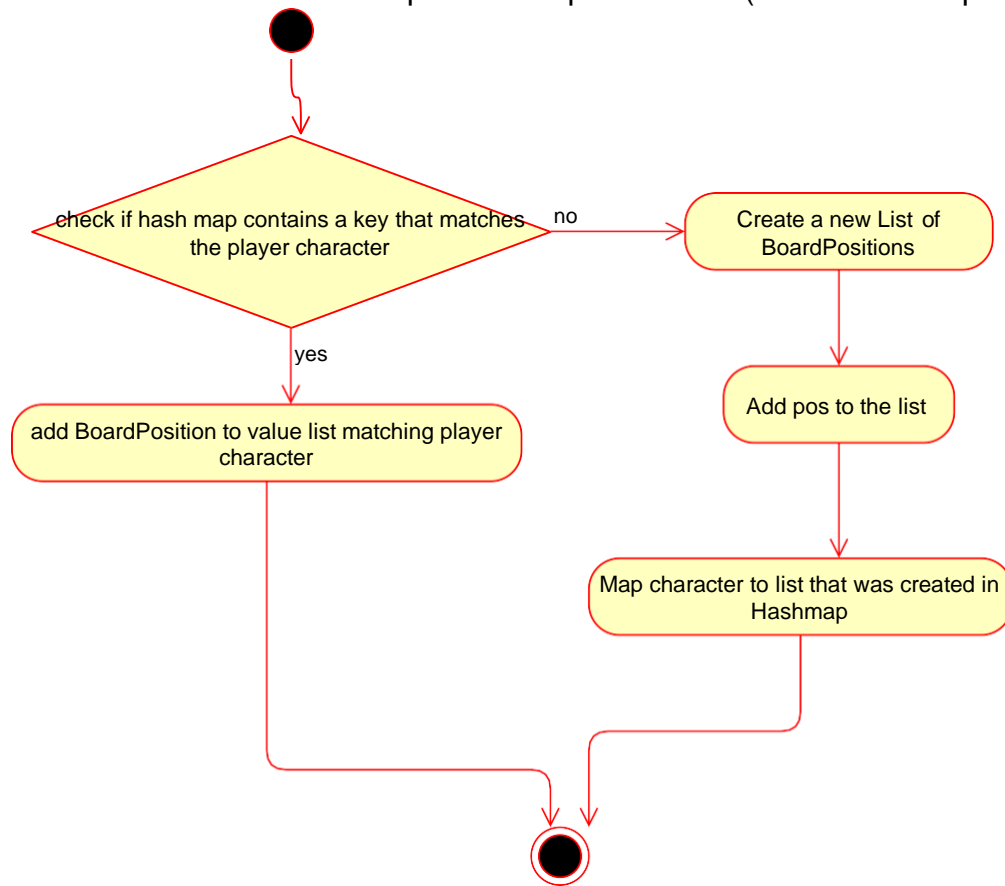 check if hash map contains a key that matches
the player character
no
Create a new List of
BoardPositions
yes
Add pos to the list
add BoardPosition to value list matching player
character
Map character to list that was created in
Hashmap